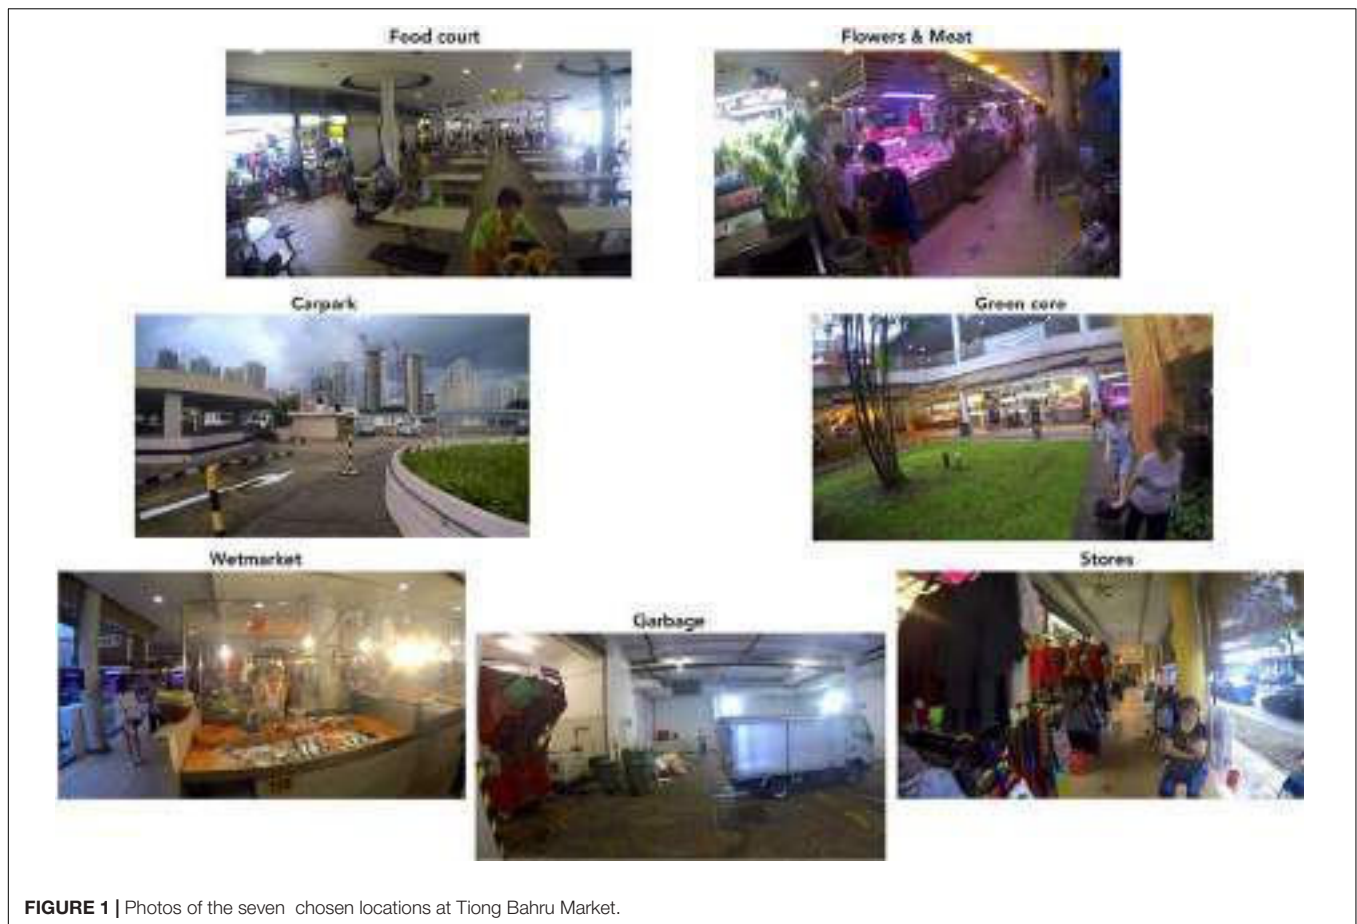 Food court
Flowers & Meat
Carpark
Green core
Wetmarket
Stores
Garbage
FIGURE 1 | Photos of the seven chosen locations at Tiong Bahru Market.